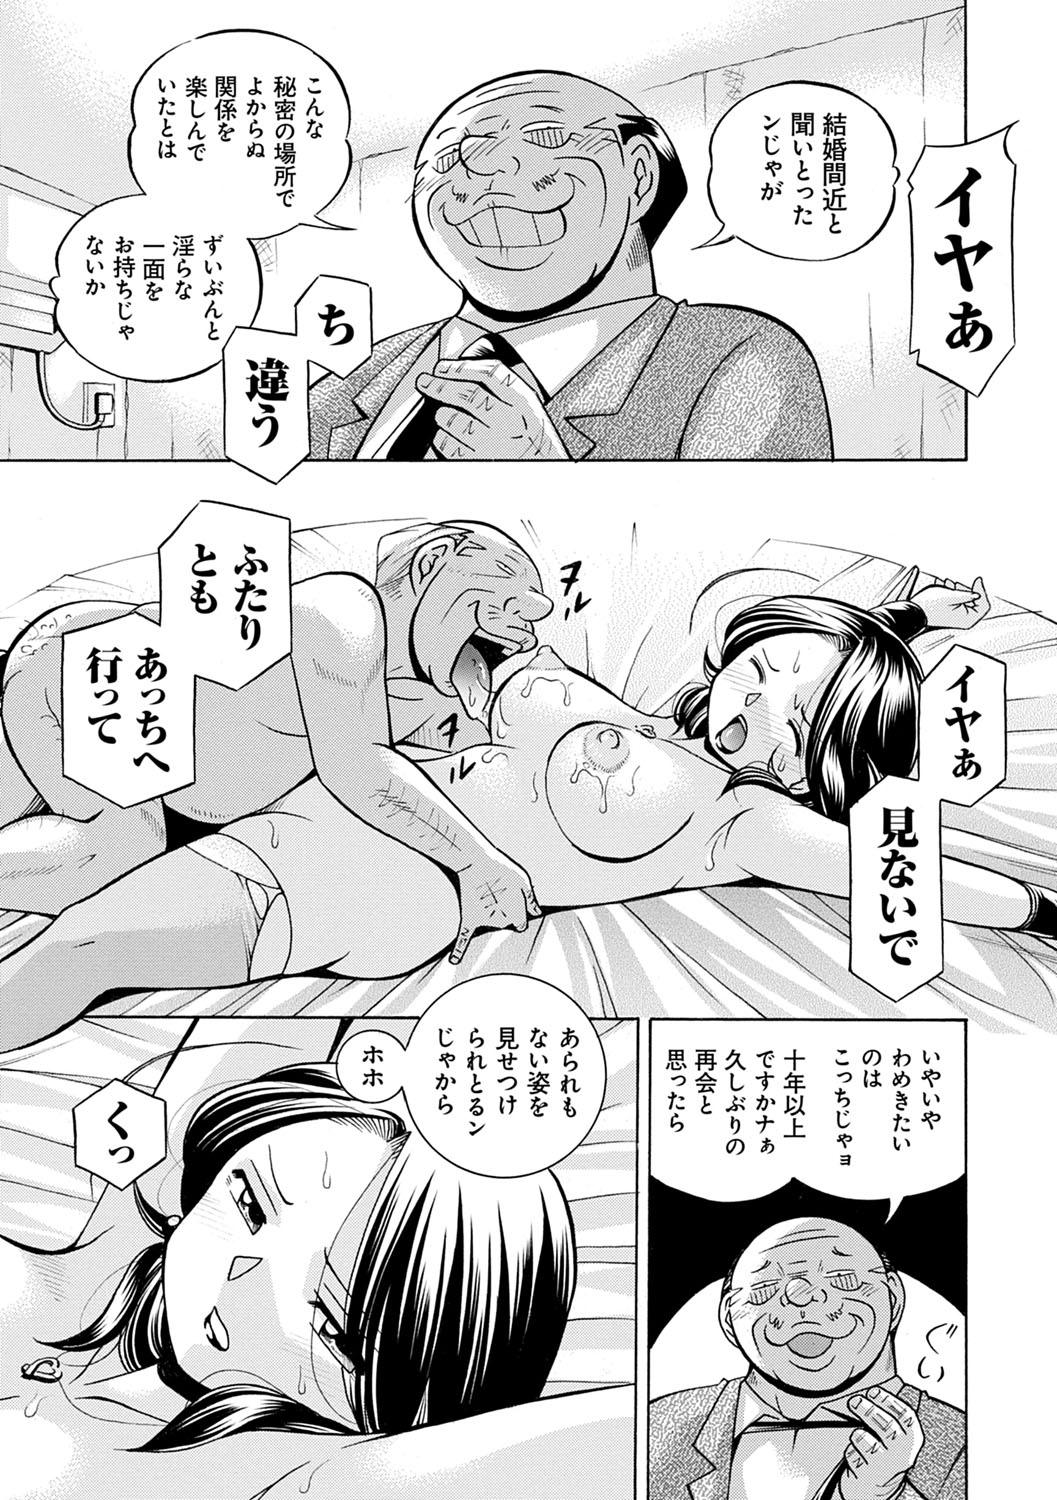 イヤぁ
結婚間近と
聞いとった
ンじゃが
こんな
秘密の場所で
よからぬ
関係を
楽しんで
いたとは
ずいぶんと
淫らな
一面を
お持ちじゃ
ないか
ち
違う
イヤぁ
見ないで
ふたり
とも
あっちへ
行って
いやいや
わめきたい
のは
こっちじゃョ
十年以上
ですかナぁ
久しぶりの
再会と
思ったら
ぐい
あられも
ない姿を
見せつけ
られとるン
じゃから
ホホ
くっ